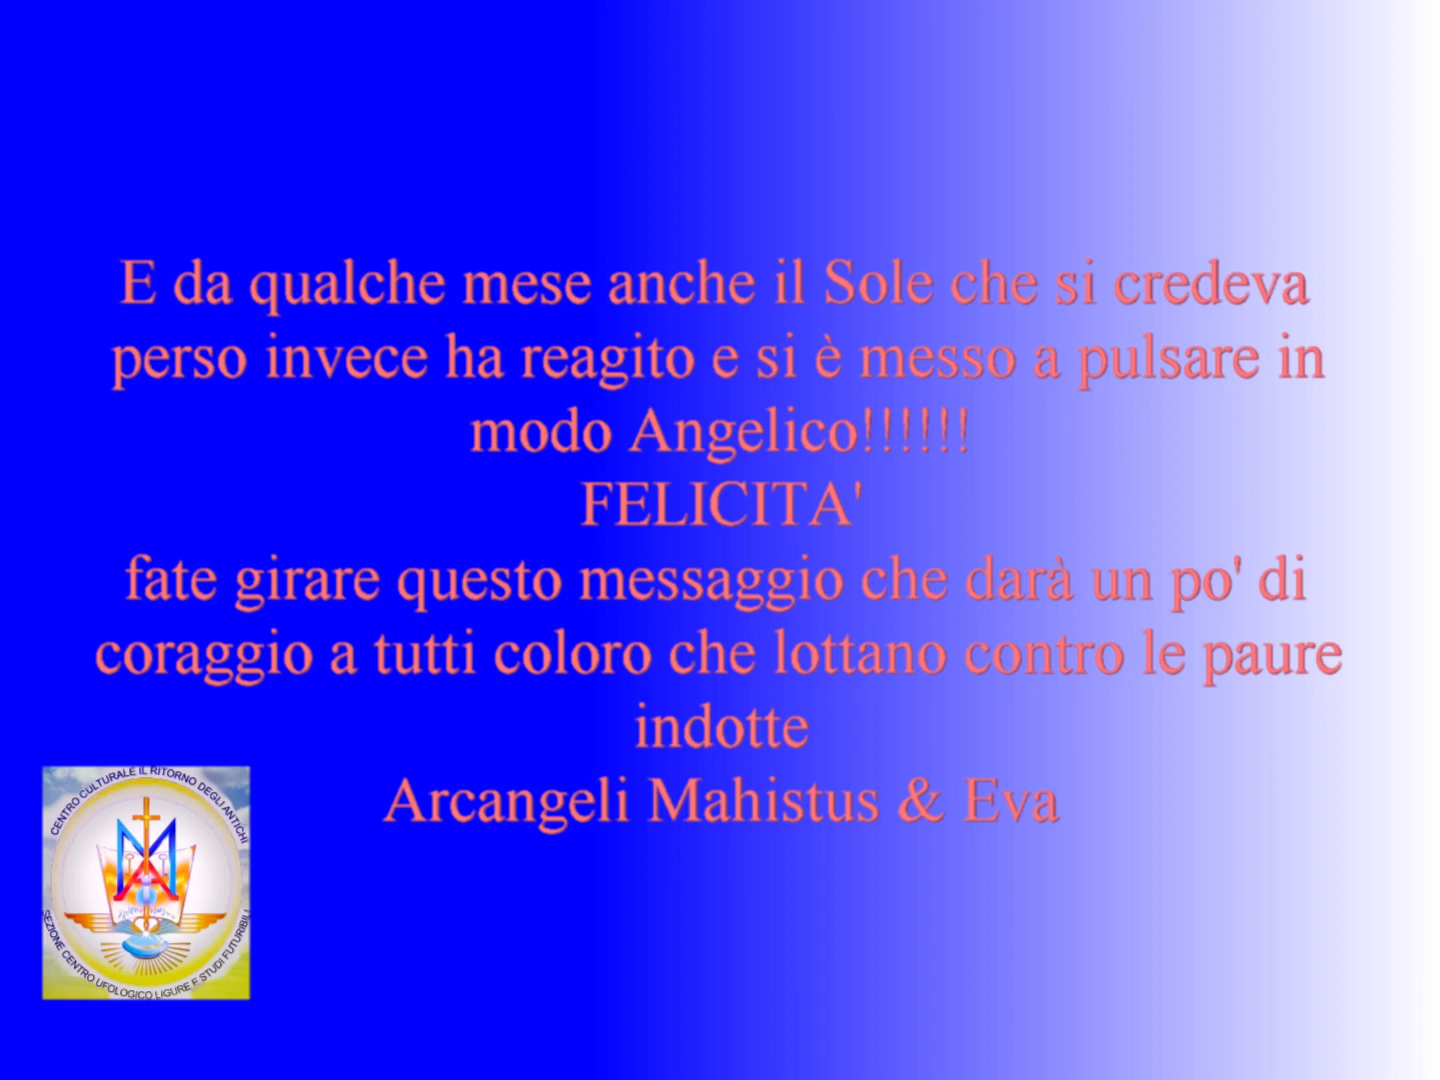 E da qualche mese anche il Sole che si credeva
perso invece ha reagito e si è messo a pulsare in
modo Angelico!!!!!!
FELICITA'
fate girare questo messaggio che darà un po' di
coraggio a tutti coloro che lottano contro le paure
indotte
Arcangeli Mahistus & Eva
CENTRO CULTURALE IL RITORNO DEGLI ANTICHI
MA
SEZIONE CENTRO UFOLOGICO LIGURE E STUDI FUTURIBILI